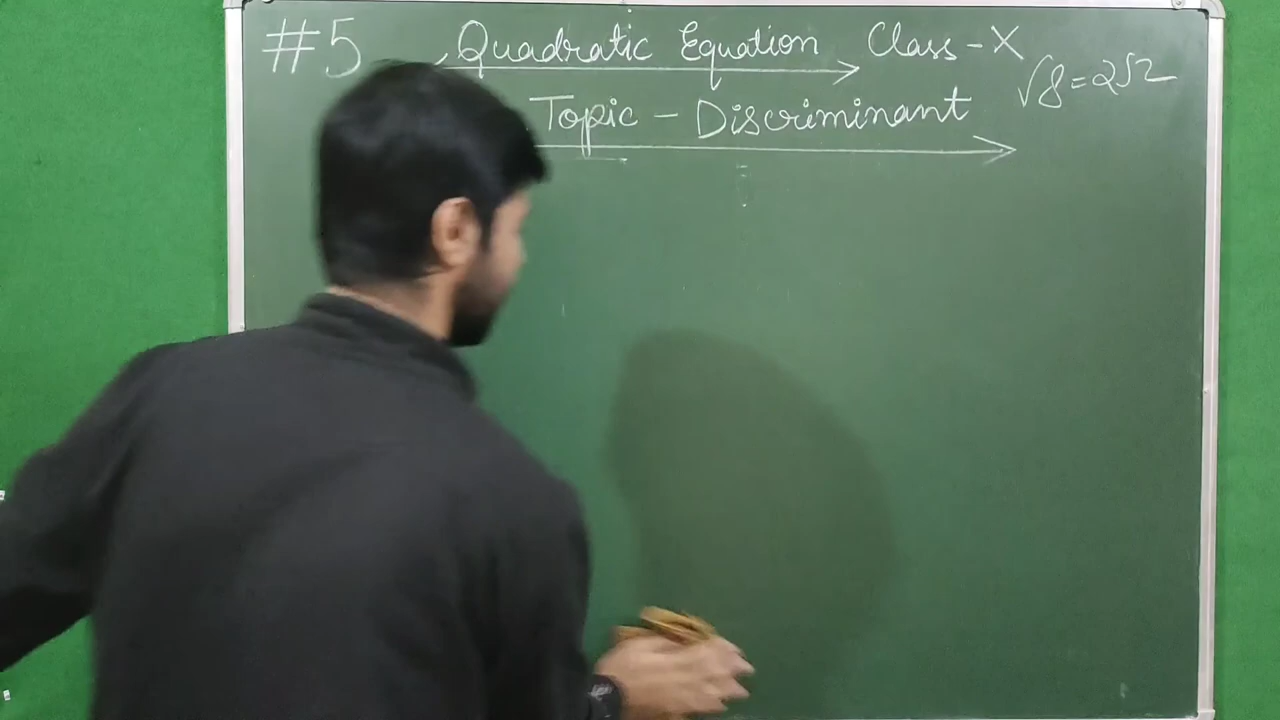 #5 Quadratic Equation Class-X
√8=2√2
Topic - Discriminant